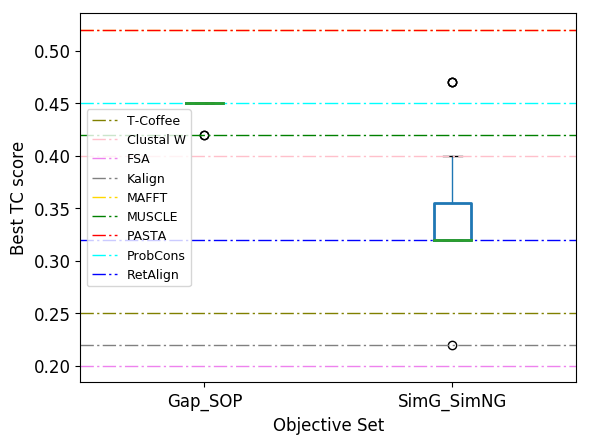 0.50
0.45
0.40
0.35
0.30
0.25
0.20
Best TC score
T-Coffee
Clustal W
FSA
Kalign
MAFFT
MUSCLE
PASTA
ProbCons
RetAlign
Gap_SOP
SimG_SimNG
Objective Set